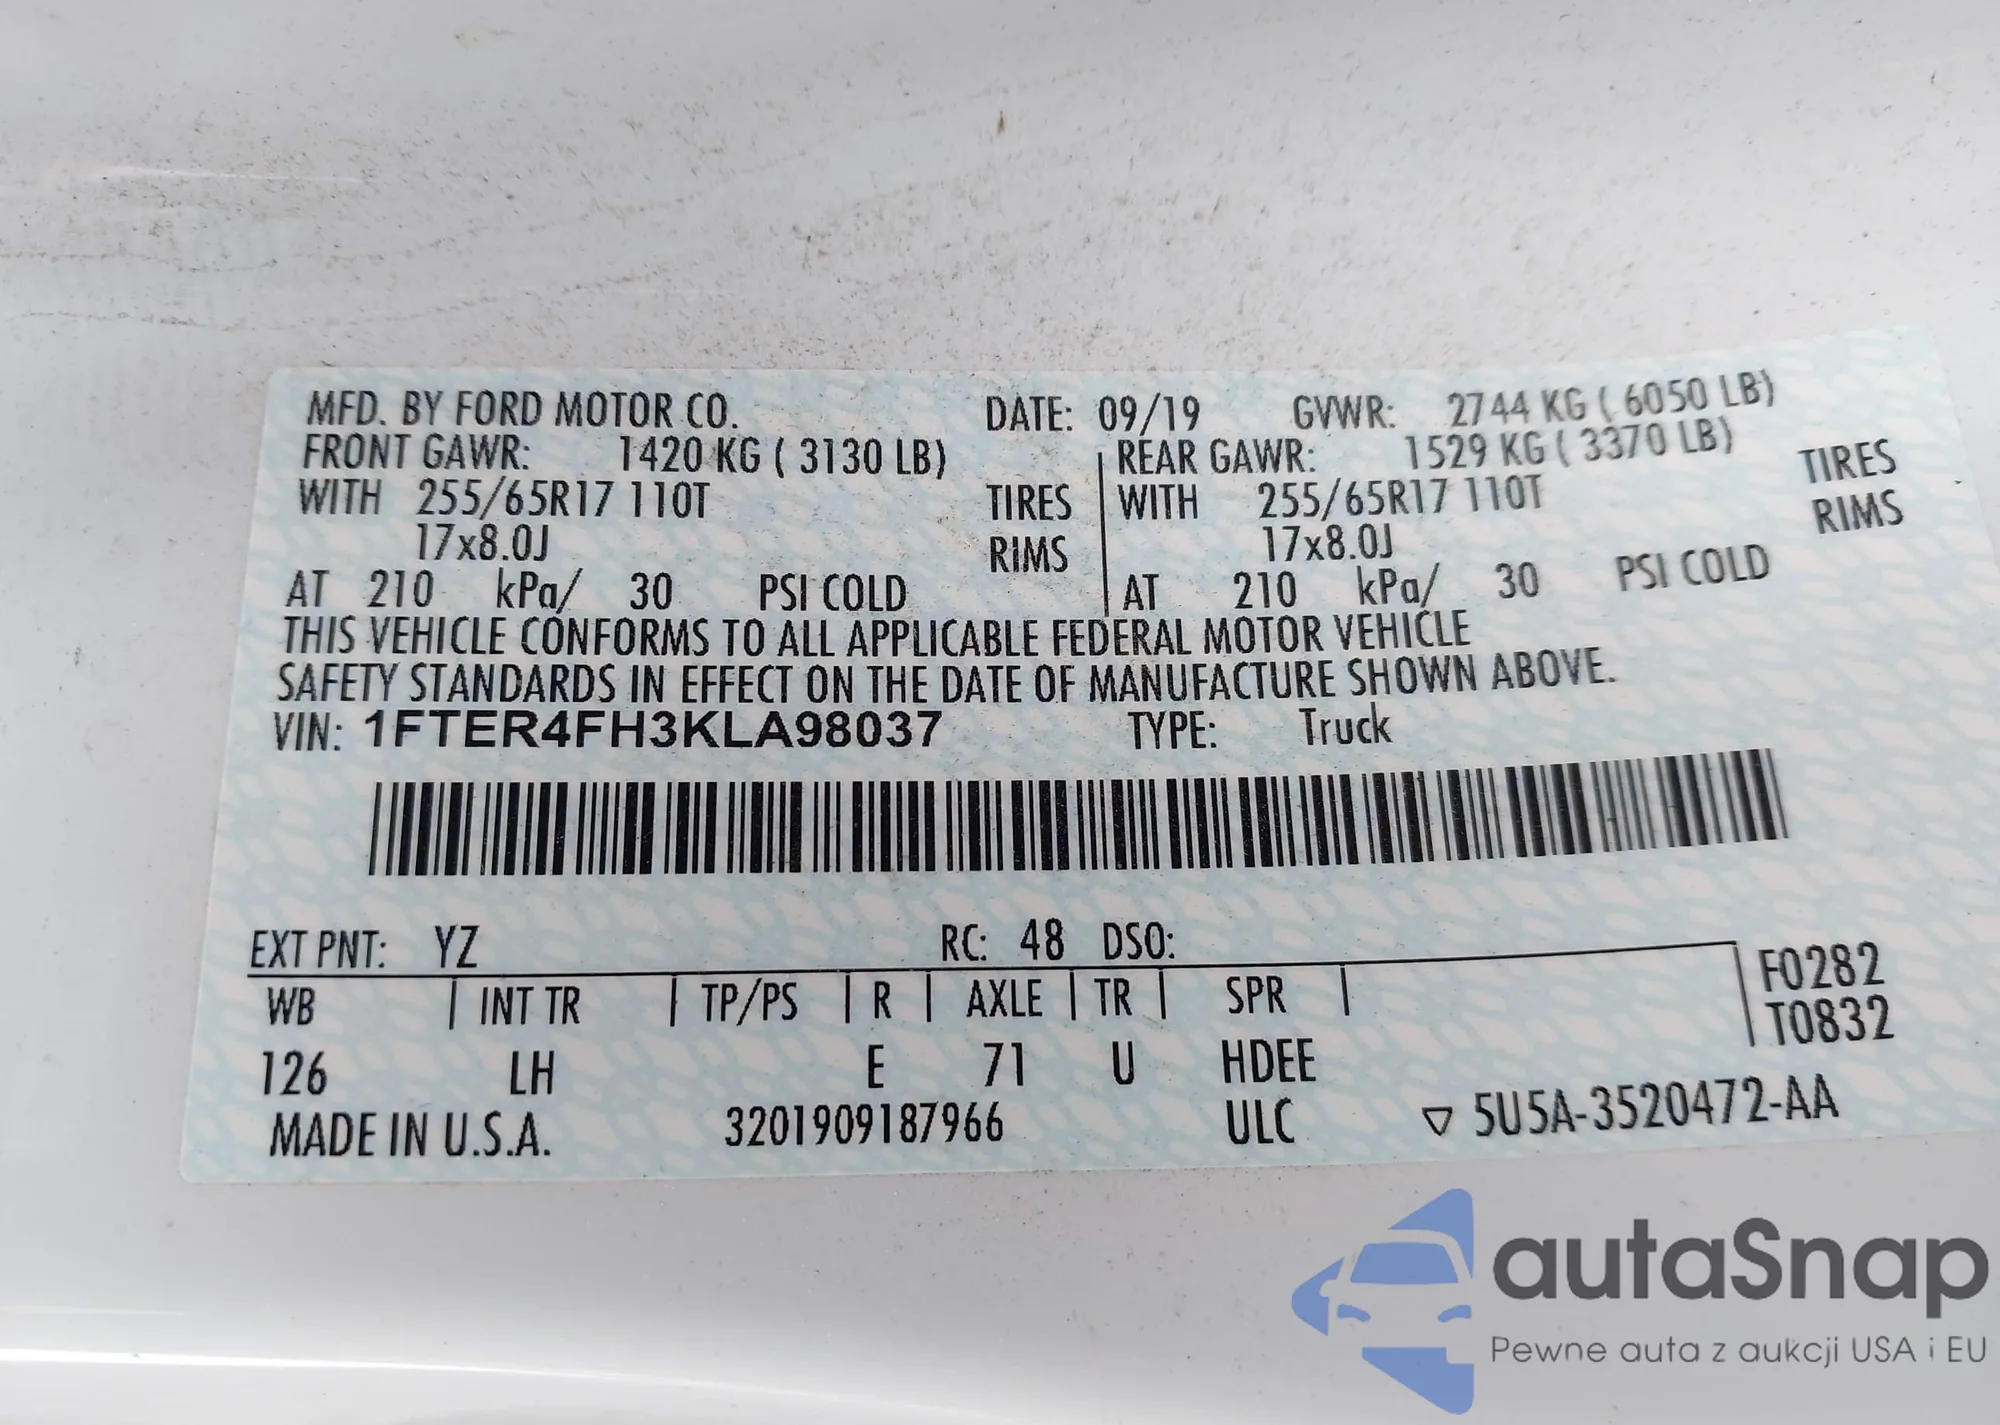 MFD. BY FORD MOTOR CO. DATE: 09/19 GVWR: 2744 KG ( 6050 LB)
FRONT GAWR: 1420 KG ( 3130 LB) REAR GAWR: 1529 KG ( 3370 LB)
WITH 255/65R17 110T TIRES WITH 255/65R17 110T TIRES
17x8.0J RIMS 17x8.0J RIMS
AT 210 kPa/ 30 PSI COLD AT 210 kPa/ 30 PSI COLD
THIS VEHICLE CONFORMS TO ALL APPLICABLE FEDERAL MOTOR VEHICLE
SAFETY STANDARDS IN EFFECT ON THE DATE OF MANUFACTURE SHOWN ABOVE.
VIN: 1FTER4FH3KLA98037 TYPE: Truck
EXT PNT: YZ RC: 48 DSO:
WB INT TR TP/PS R AXLE TR SPR F0282
T0832
126 LH E 71 U HDEE
MADE IN U.S.A. 3201909187966 ULC ▽ 5U5A-3520472-AA
autaSnap
Pewne auta z aukcji USA i EU